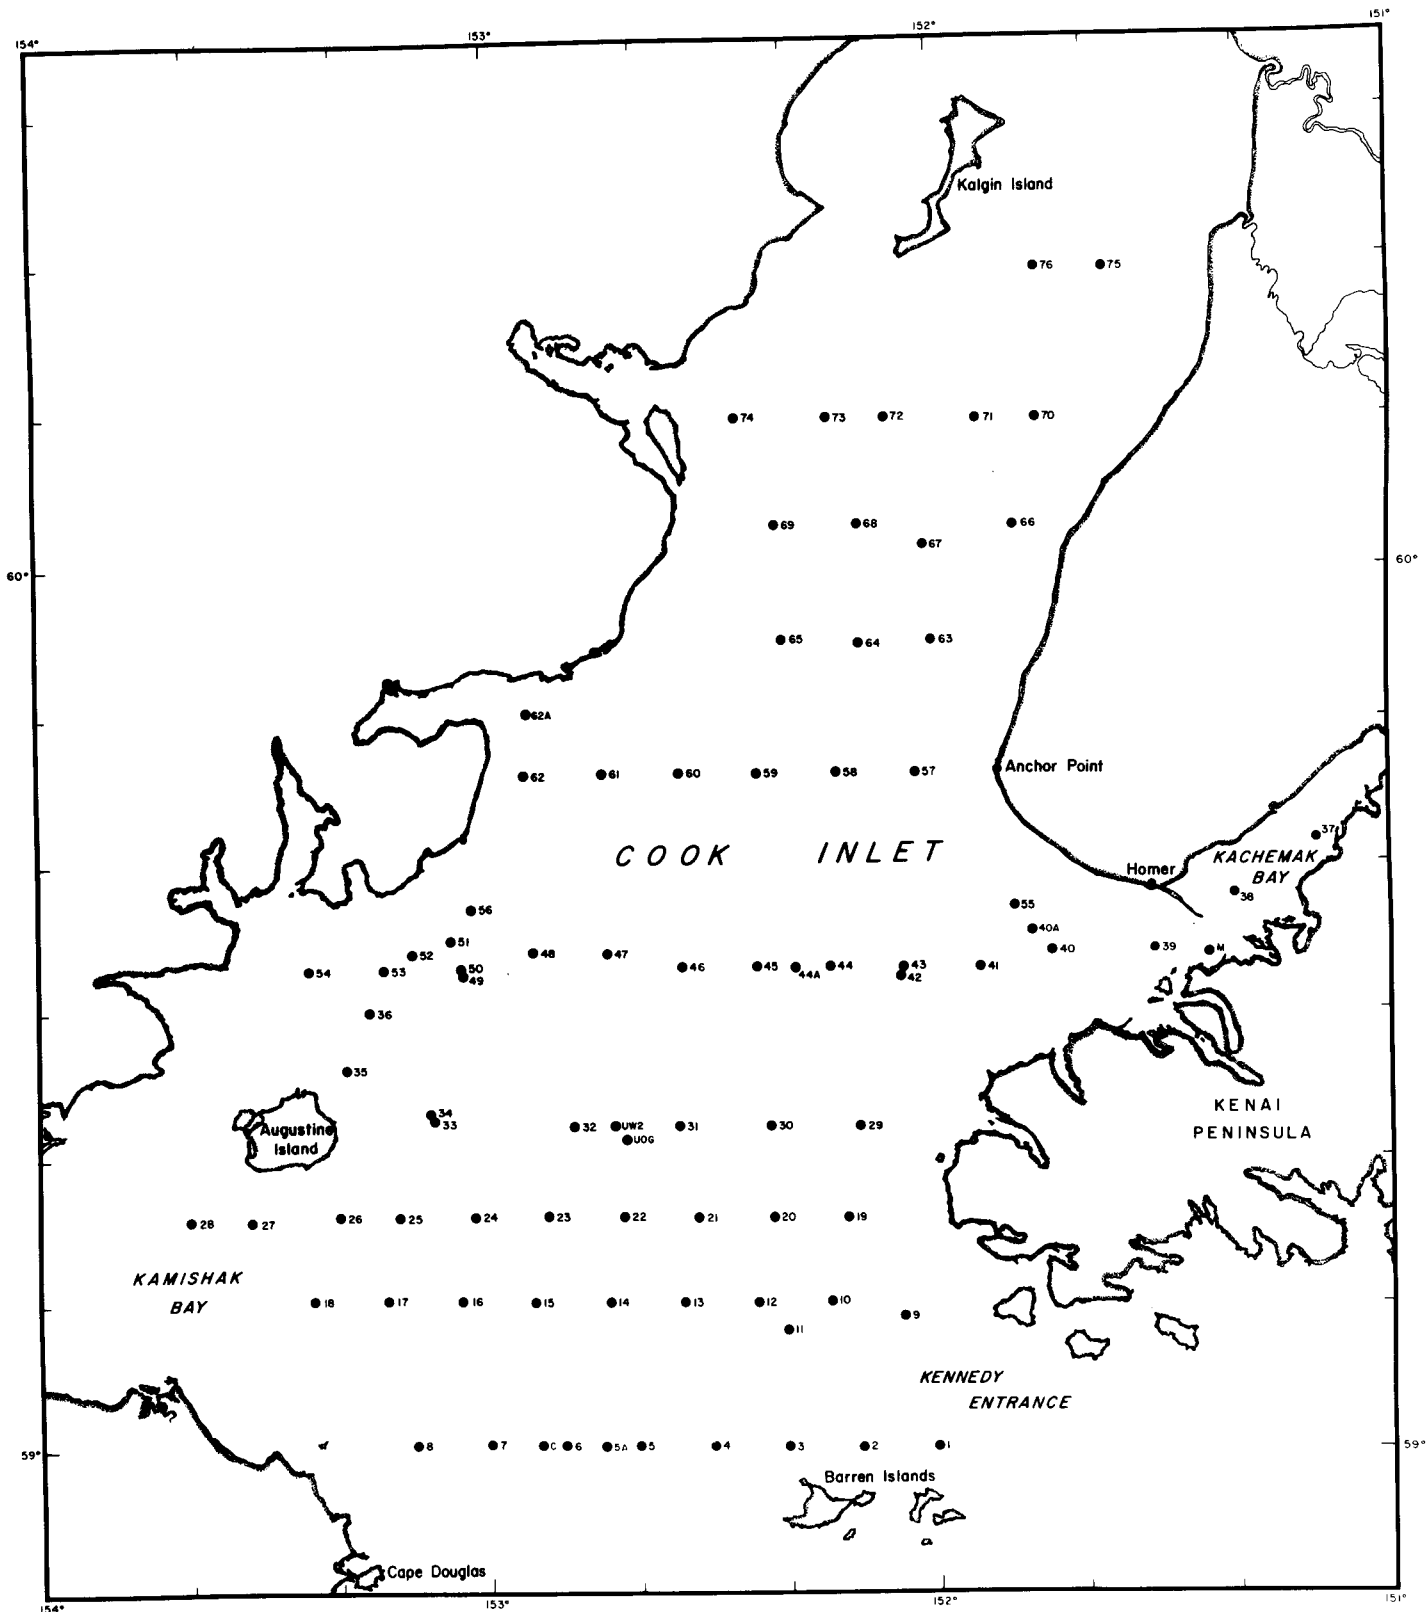 154°
153°
152°
151°
Kalgin Island
76 75
74 73 72 71 70
69 68 66
67
60° 60°
65 64 63
62A
62 61 60 59 58 57
Anchor Point
37
COOK INLET
KACHEMAK
BAY
Homer
38
56 55
40A
51
52 48 47 40 39 M
54 53 50 46 45 44A 44 43 41
49 42
36
35
34
33 32 UW2 31 30 29
UOG
Augustine
Island
KENAI
PENINSULA
28 27 26 25 24 23 22 21 20 19
KAMISHAK
BAY
18 17 16 15 14 13 12 10 9
11
KENNEDY
ENTRANCE
59° 8 7 C 6 5A 5 4 3 2 1 59°
Barren Islands
Cape Douglas
154° 153° 152° 151°